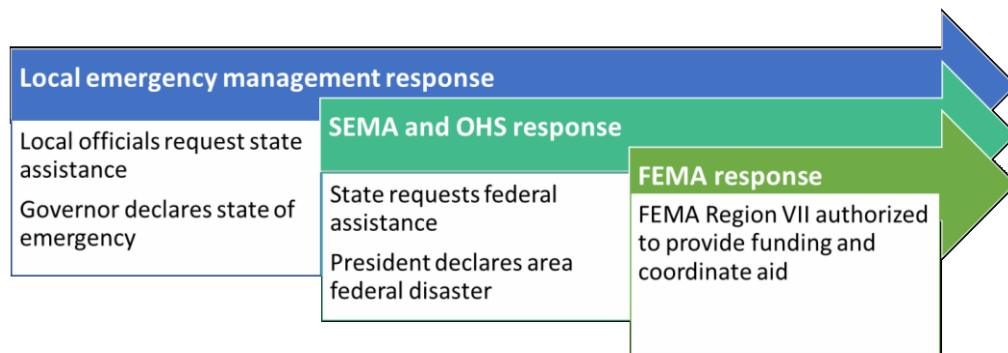 Local emergency management response
Local officials request state
assistance
Governor declares state of
emergency
SEMA and OHS response
State requests federal
assistance
President declares area
federal disaster
FEMA response
FEMA Region VII authorized
to provide funding and
coordinate aid